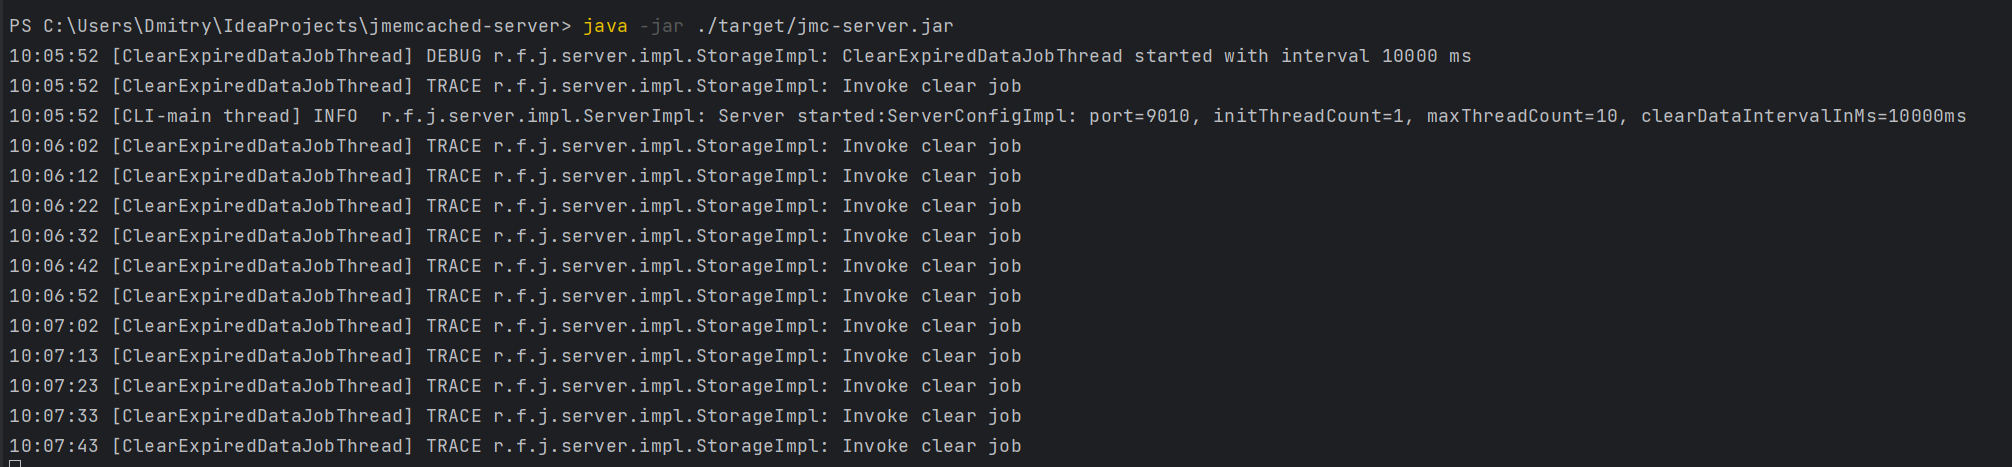 PS C:\Users\Dmitry\IdeaProjects\jmemcached-server> java -jar ./target/jmc-server.jar
10:05:52 [ClearExpiredDataJobThread] DEBUG r.f.j.server.impl.StorageImpl: ClearExpiredDataJobThread started with interval 10000 ms
10:05:52 [ClearExpiredDataJobThread] TRACE r.f.j.server.impl.StorageImpl: Invoke clear job
10:05:52 [CLI-main thread] INFO  r.f.j.server.impl.ServerImpl: Server started:ServerConfigImpl: port=9010, initThreadCount=1, maxThreadCount=10, clearDataIntervalInMs=10000ms
10:06:02 [ClearExpiredDataJobThread] TRACE r.f.j.server.impl.StorageImpl: Invoke clear job
10:06:12 [ClearExpiredDataJobThread] TRACE r.f.j.server.impl.StorageImpl: Invoke clear job
10:06:22 [ClearExpiredDataJobThread] TRACE r.f.j.server.impl.StorageImpl: Invoke clear job
10:06:32 [ClearExpiredDataJobThread] TRACE r.f.j.server.impl.StorageImpl: Invoke clear job
10:06:42 [ClearExpiredDataJobThread] TRACE r.f.j.server.impl.StorageImpl: Invoke clear job
10:06:52 [ClearExpiredDataJobThread] TRACE r.f.j.server.impl.StorageImpl: Invoke clear job
10:07:02 [ClearExpiredDataJobThread] TRACE r.f.j.server.impl.StorageImpl: Invoke clear job
10:07:13 [ClearExpiredDataJobThread] TRACE r.f.j.server.impl.StorageImpl: Invoke clear job
10:07:23 [ClearExpiredDataJobThread] TRACE r.f.j.server.impl.StorageImpl: Invoke clear job
10:07:33 [ClearExpiredDataJobThread] TRACE r.f.j.server.impl.StorageImpl: Invoke clear job
10:07:43 [ClearExpiredDataJobThread] TRACE r.f.j.server.impl.StorageImpl: Invoke clear job